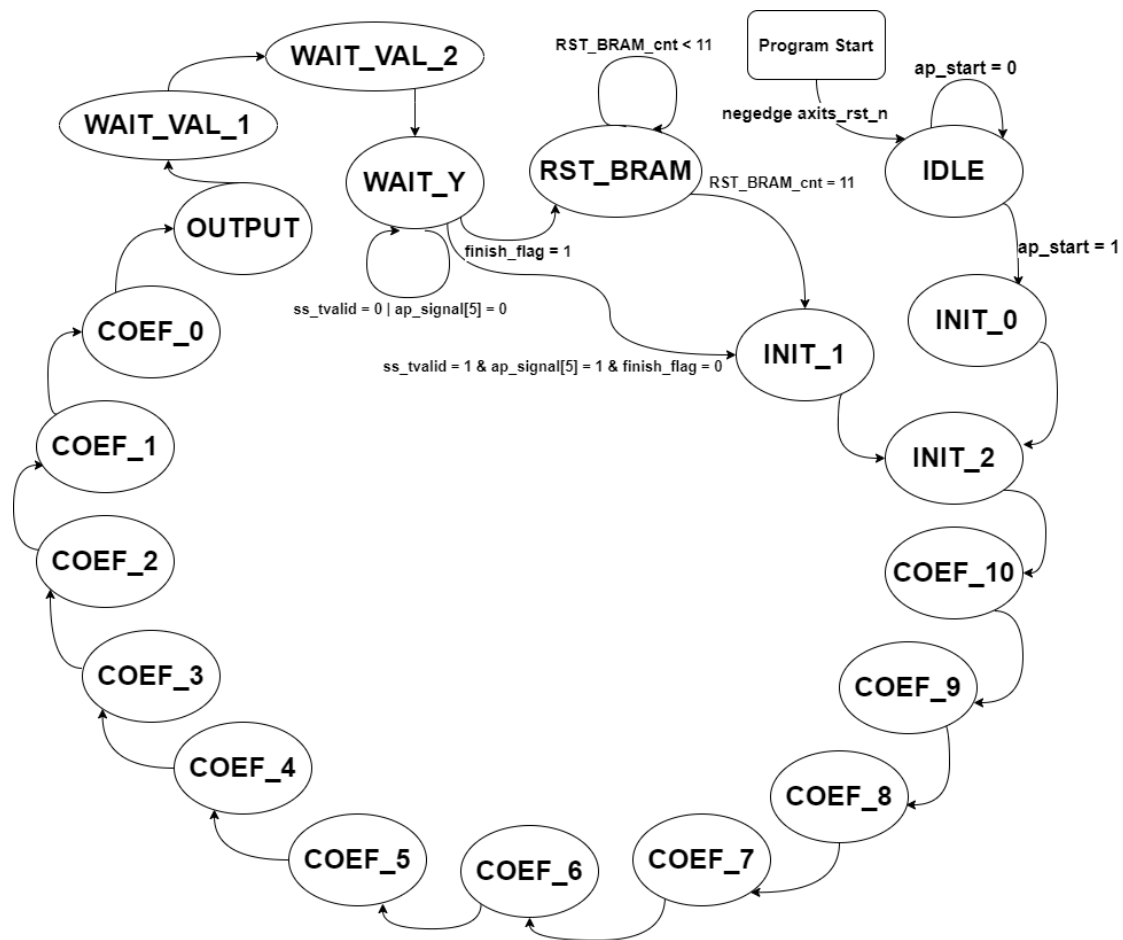 Program Start
negedge axits_rst_n
ap_start = 0
IDLE
ap_start = 1
INIT_0
INIT_2
COEF_10
COEF_9
COEF_8
COEF_7
COEF_6
COEF_5
COEF_4
COEF_3
COEF_2
COEF_1
COEF_0
OUTPUT
WAIT_VAL_1
WAIT_VAL_2
WAIT_Y
ss_tvalid = 0 | ap_signal[5] = 0
finish_flag = 1
RST_BRAM_cnt < 11
RST_BRAM
RST_BRAM_cnt = 11
ss_tvalid = 1 & ap_signal[5] = 1 & finish_flag = 0
INIT_1